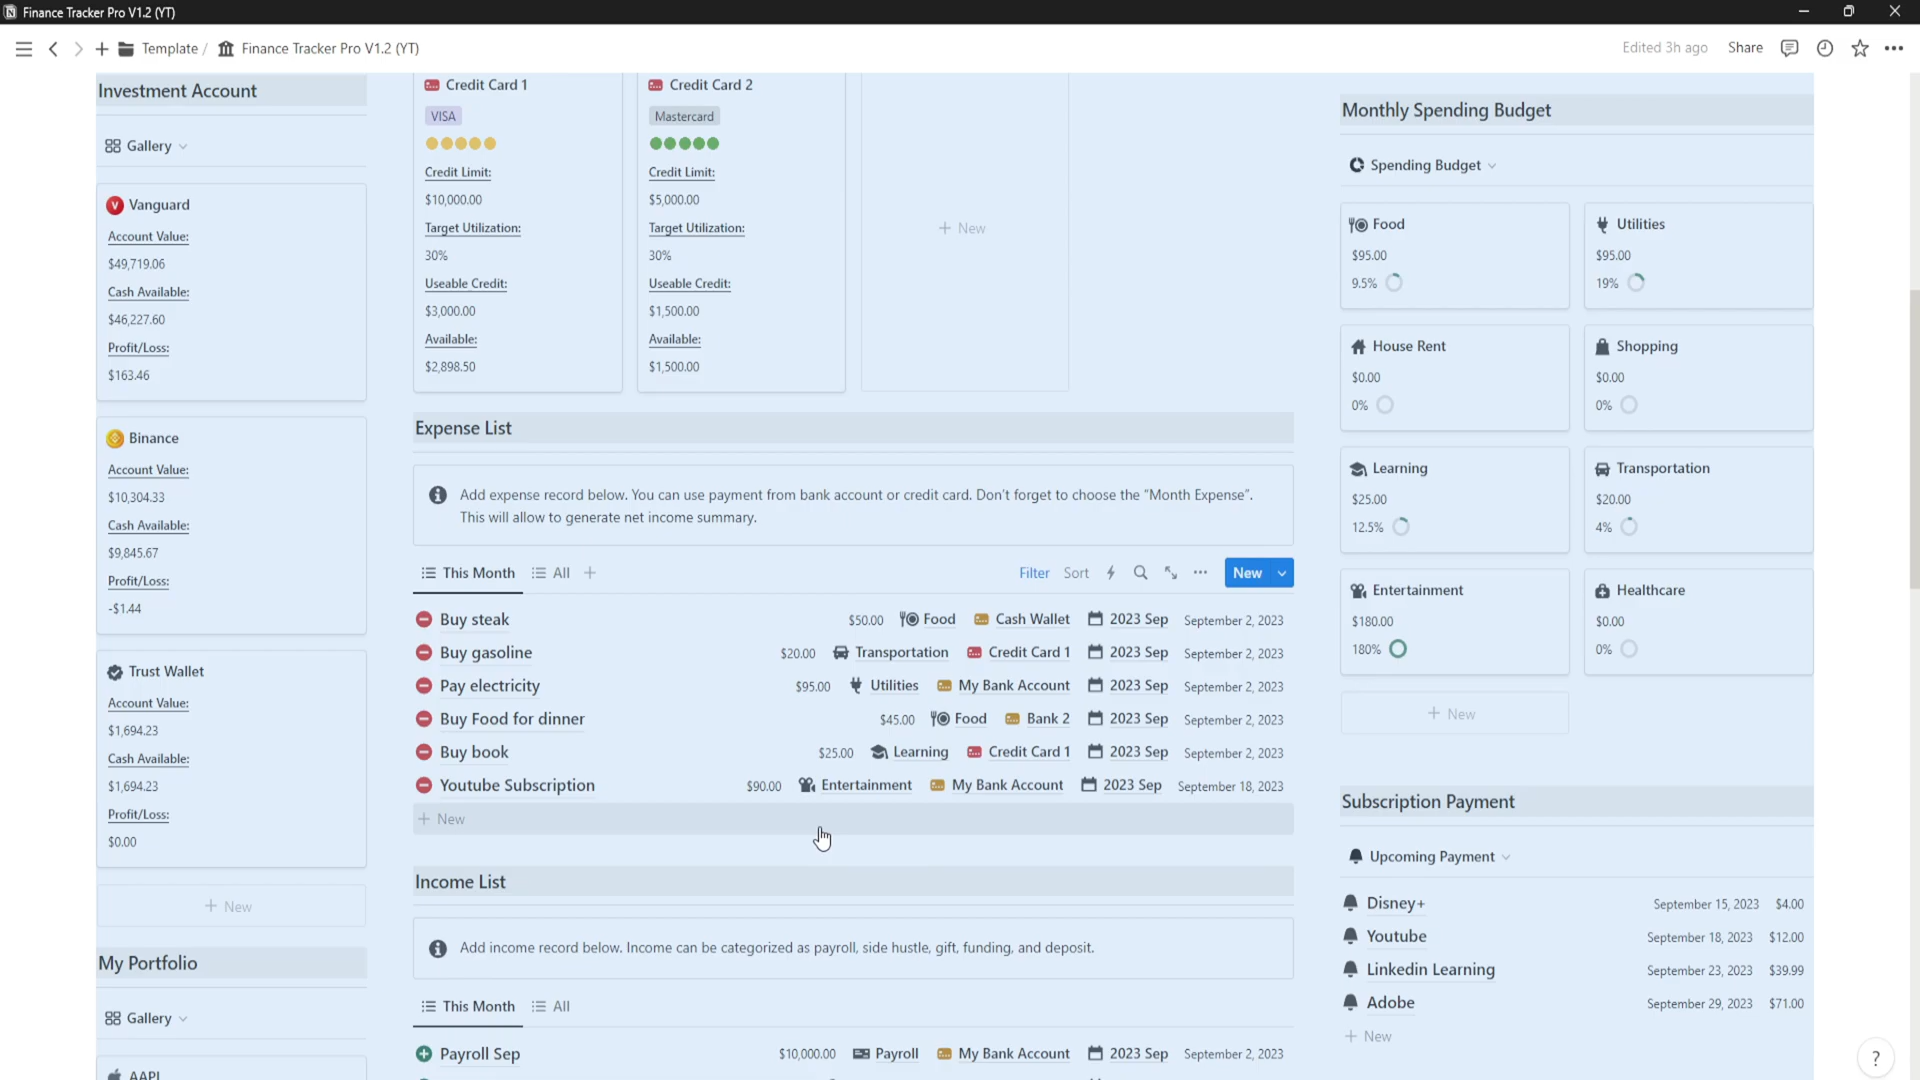 Finance Tracker Pro V1.2 (YT)
Template / Finance Tracker Pro V1.2 (YT)
Edited 3h ago Share
Investment Account
Gallery
Vanguard
Account Value:
$49,719.06
Cash Available:
$46,227.60
Profit/Loss:
$163.46
Binance
Account Value:
$10,304.33
Cash Available:
$9,845.67
Profit/Loss:
-$1.44
Trust Wallet
Account Value:
$1,694.23
Cash Available:
$1,694.23
Profit/Loss:
$0.00
+ New
My Portfolio
Gallery
AAPL
Credit Card 1
VISA
Credit Limit:
$10,000.00
Target Utilization:
30%
Useable Credit:
$3,000.00
Available:
$2,898.50
Credit Card 2
Mastercard
Credit Limit:
$5,000.00
Target Utilization:
30%
Useable Credit:
$1,500.00
Available:
$1,500.00
+ New
Expense List
Add expense record below. You can use payment from bank account or credit card. Don't forget to choose the "Month Expense".
This will allow to generate net income summary.
This Month All + Filter Sort New
Buy steak $50.00 Food Cash Wallet 2023 Sep September 2, 2023
Buy gasoline $20.00 Transportation Credit Card 1 2023 Sep September 2, 2023
Pay electricity $95.00 Utilities My Bank Account 2023 Sep September 2, 2023
Buy Food for dinner $45.00 Food Bank 2 2023 Sep September 2, 2023
Buy book $25.00 Learning Credit Card 1 2023 Sep September 2, 2023
Youtube Subscription $90.00 Entertainment My Bank Account 2023 Sep September 18, 2023
+ New
Income List
Add income record below. Income can be categorized as payroll, side hustle, gift, funding, and deposit.
This Month All
Payroll Sep $10,000.00 Payroll My Bank Account 2023 Sep September 2, 2023
Monthly Spending Budget
Spending Budget
Food
$95.00
9.5%
Utilities
$95.00
19%
House Rent
$0.00
0%
Shopping
$0.00
0%
Learning
$25.00
12.5%
Transportation
$20.00
4%
Entertainment
$180.00
180%
Healthcare
$0.00
0%
+ New
Subscription Payment
Upcoming Payment
Disney+ September 15, 2023 $4.00
Youtube September 18, 2023 $12.00
Linkedin Learning September 23, 2023 $39.99
Adobe September 29, 2023 $71.00
+ New
?